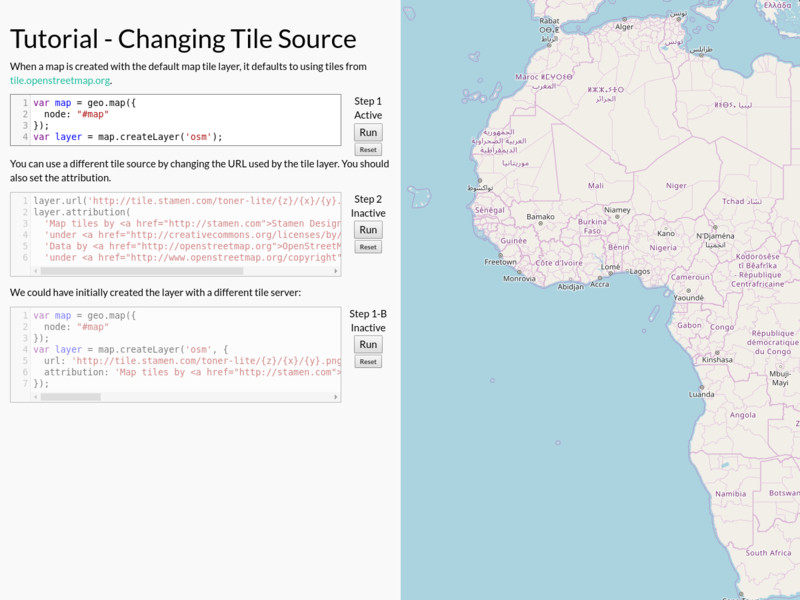 Tutorial - Changing Tile Source
When a map is created with the default map tile layer, it defaults to using tiles from
tile.openstreetmap.org.
1 var map = geo.map({
2 node: "#map"
3 });
4 var layer = map.createLayer('osm');
Step 1
Active
Run
Reset
You can use a different tile source by changing the URL used by the tile layer. You should
also set the attribution.
1 layer.url('http://tile.stamen.com/toner-lite/{z}/{x}/{y}.
2 layer.attribution(
3 'Map tiles by <a href="http://stamen.com">Stamen Design
4 'under <a href="http://creativecommons.org/licenses/by/
5 'Data by <a href="http://openstreetmap.org">OpenStreetM
6 'under <a href="http://www.openstreetmap.org/copyright"
Step 2
Inactive
Run
Reset
We could have initially created the layer with a different tile server:
1 var map = geo.map({
2 node: "#map"
3 });
4 var layer = map.createLayer('osm', {
5 url: 'http://tile.stamen.com/toner-lite/{z}/{x}/{y}.png
6 attribution: 'Map tiles by <a href="http://stamen.com">
7 });
Step 1-B
Inactive
Run
Reset
Rabat
ⵔⴱⴰⵟ
الرباط
Alger
تونس
تونس
طرابلس
Ελλάς
Maroc ⵍⵎⵖⵔⵉⴱ
المغرب
الجزائر
ليبيا
الجمهورية
العربية الصحراوية
الديمقراطية
موريتانيا
نواكشوط
Mali
Niger
Tchad تشاد
Sénégal
Bamako
Niamey
Burkina
Faso
Kano
N'Djaména
انجمينا
Guinée
Bénin
Nigeria
Freetown
Côte d'Ivoire
Lomé
Lagos
Monrovia
Abidjan
Accra
Cameroun
Ködörösêse
tî Bêafrîka
- République
Centrafricaine
Yaoundé
Gabon
Congo
République
démocratique
du Congo
Kinshasa
Mbuji-
Mayi
Luanda
Angola
Namibia
Botswan
South Africa